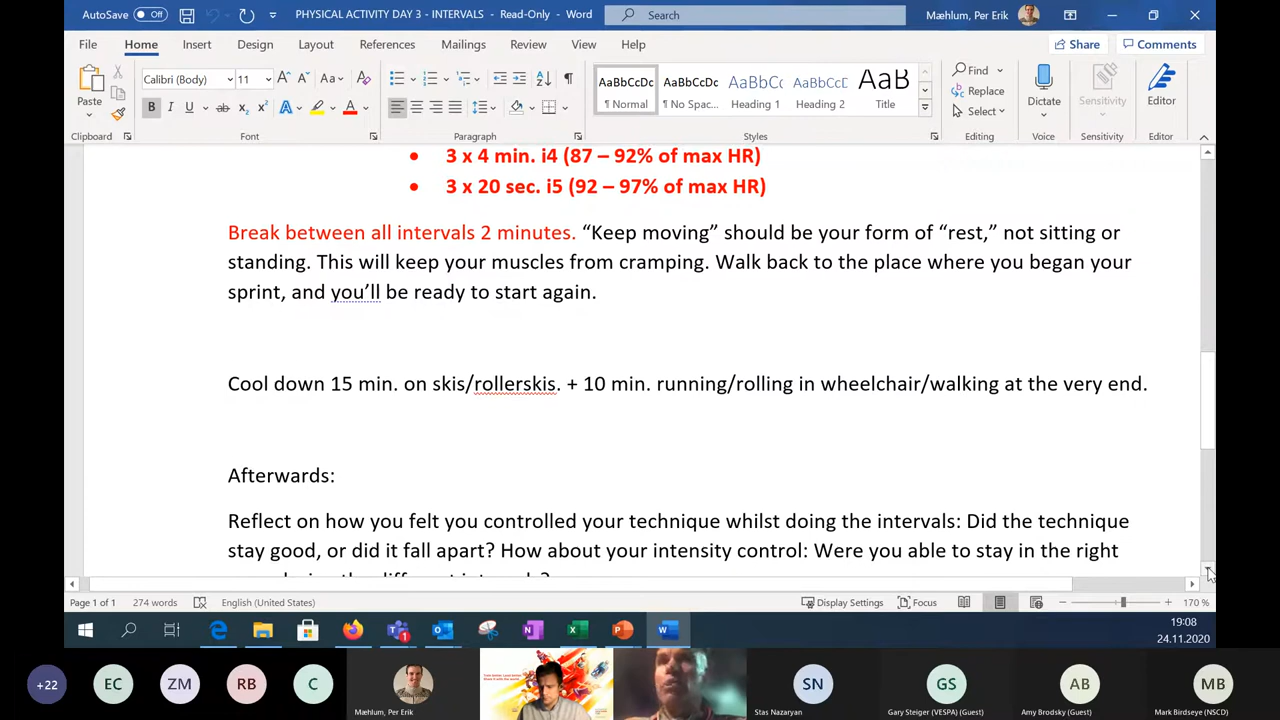 AutoSave Off PHYSICAL ACTIVITY DAY 3 - INTERVALS - Read-Only - Word Search Mæhlum, Per Erik
File Home Insert Design Layout References Mailings Review View Help Share Comments
Paste Calibri (Body) 11 Aa AaBbCcDc AaBbCcDc AaBbCc AaBbCcC AaB Find Replace Select Dictate Sensitivity Editor
¶ Normal ¶ No Spac... Heading 1 Heading 2 Title
Clipboard Font Paragraph Styles Editing Voice Sensitivity Editor
• 3 x 4 min. i4 (87 – 92% of max HR)
• 3 x 20 sec. i5 (92 – 97% of max HR)
Break between all intervals 2 minutes. “Keep moving” should be your form of “rest,” not sitting or
standing. This will keep your muscles from cramping. Walk back to the place where you began your
sprint, and you’ll be ready to start again.
Cool down 15 min. on skis/rollerskis. + 10 min. running/rolling in wheelchair/walking at the very end.
Afterwards:
Reflect on how you felt you controlled your technique whilst doing the intervals: Did the technique
stay good, or did it fall apart? How about your intensity control: Were you able to stay in the right
Page 1 of 1 274 words English (United States) Display Settings Focus 170 %
19:08
24.11.2020
+22 EC ZM RB C SN GS AB MB
Mæhlum, Per Erik Stas Nazaryan Gary Steiger (VESPA) (Guest) Amy Brodsky (Guest) Mark Birdseye (NSCD)